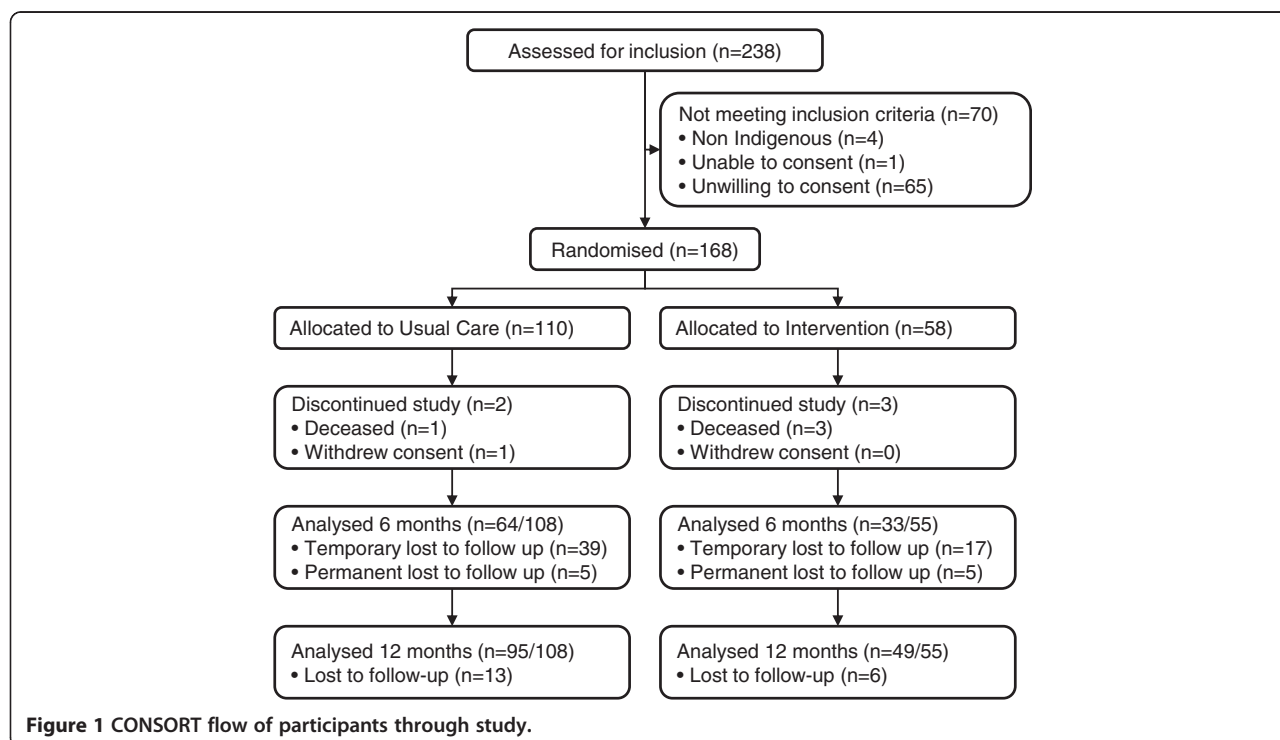 Assessed for inclusion (n=238)
Not meeting inclusion criteria (n=70)
• Non Indigenous (n=4)
• Unable to consent (n=1)
• Unwilling to consent (n=65)
Randomised (n=168)
Allocated to Usual Care (n=110)
Allocated to Intervention (n=58)
Discontinued study (n=2)
• Deceased (n=1)
• Withdrew consent (n=1)
Discontinued study (n=3)
• Deceased (n=3)
• Withdrew consent (n=0)
Analysed 6 months (n=64/108)
• Temporary lost to follow up (n=39)
• Permanent lost to follow up (n=5)
Analysed 6 months (n=33/55)
• Temporary lost to follow up (n=17)
• Permanent lost to follow up (n=5)
Analysed 12 months (n=95/108)
• Lost to follow-up (n=13)
Analysed 12 months (n=49/55)
• Lost to follow-up (n=6)
Figure 1 CONSORT flow of participants through study.